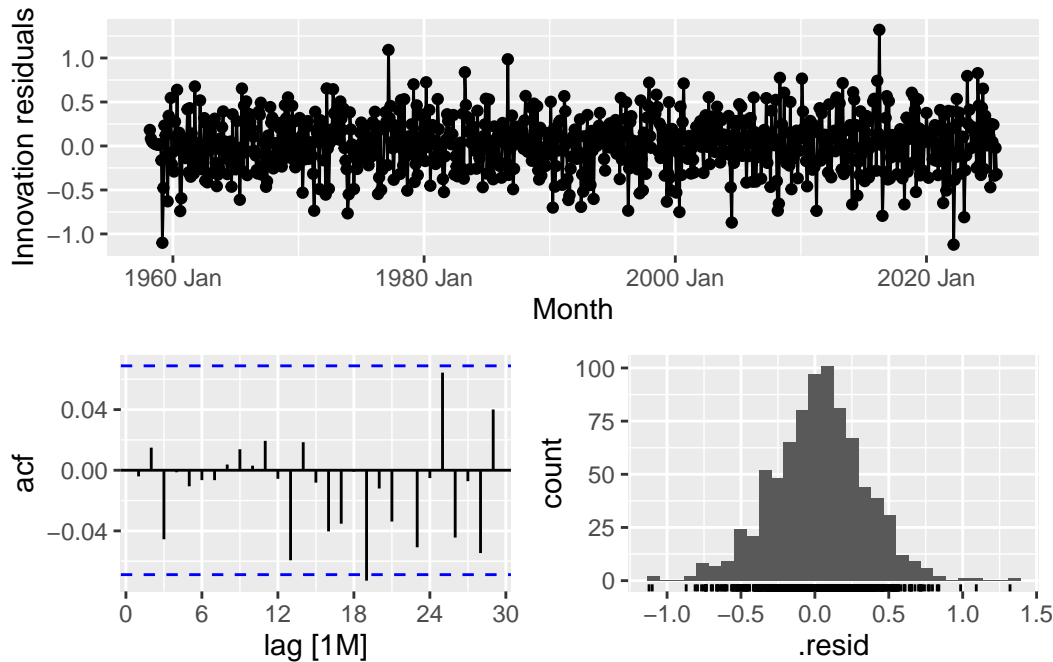 Innovation residuals
1.0
0.5
0.0
−0.5
−1.0
1960 Jan 1980 Jan 2000 Jan 2020 Jan
Month
acf
0.04
0.00
−0.04
0 6 12 18 24 30
lag [1M]
count
100
75
50
25
0
−1.0 −0.5 0.0 0.5 1.0 1.5
.resid